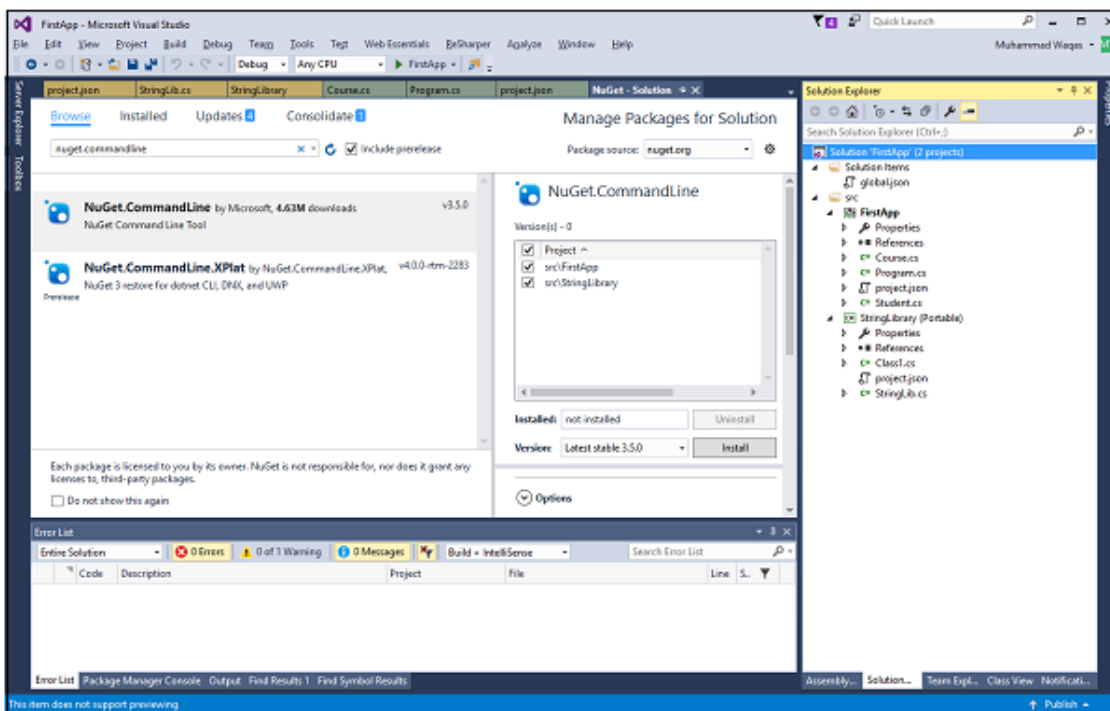 FirstApp - Microsoft Visual Studio
Quick Launch
File Edit View Project Build Debug Team Tools Test Web Essentials ReSharper Analyze Window Help
Muhammad Waqas
Debug Any CPU FirstApp
Server Explorer
Toolbox
project.json StringLib.cs StringLibrary Course.cs Program.cs project.json NuGet - Solution
Browse Installed Updates 4 Consolidate 1
Manage Packages for Solution
nuget.commandline
Include prerelease
Package source: nuget.org
NuGet.CommandLine by Microsoft, 4.63M downloads v3.5.0
NuGet Command Line Tool
NuGet.CommandLine.XPlat by NuGet.CommandLine.XPlat, v4.0.0-rtm-2283
NuGet 3 restore for dotnet CLI, DNX, and UWP
Prerelease
Each package is licensed to you by its owner. NuGet is not responsible for, nor does it grant any
licenses to, third-party packages.
Do not show this again
NuGet.CommandLine
Version(s) - 0
Project
src\FirstApp
src\StringLibrary
Installed: not installed Uninstall
Version: Latest stable 3.5.0 Install
Options
Solution Explorer
Search Solution Explorer (Ctrl+;)
Solution 'FirstApp' (2 projects)
Solution Items
global.json
src
FirstApp
Properties
References
Course.cs
Program.cs
project.json
Student.cs
StringLibrary (Portable)
Properties
References
Class1.cs
project.json
StringLib.cs
Properties
Error List
Entire Solution 0 Errors 0 of 1 Warning 0 Messages Build + IntelliSense Search Error List
Code Description Project File Line S..
Error List Package Manager Console Output Find Results 1 Find Symbol Results
Assembly... Solution... Team Expl... Class View Notificati...
This item does not support previewing
Publish